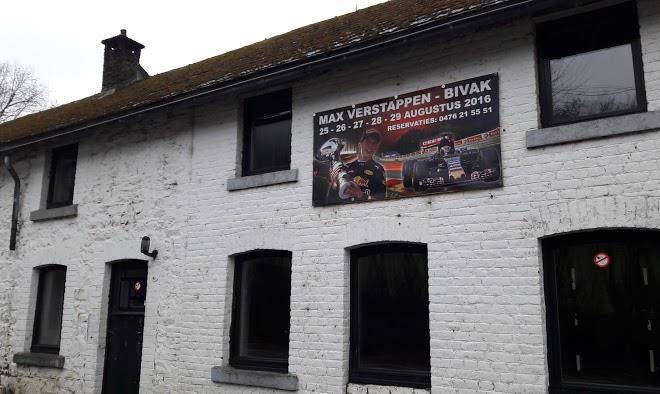 MAX VERSTAPPEN - BIVAK
25 - 26 - 27 - 28 - 29 AUGUSTUS 2016
RESERVATIES: 0476 21 55 51